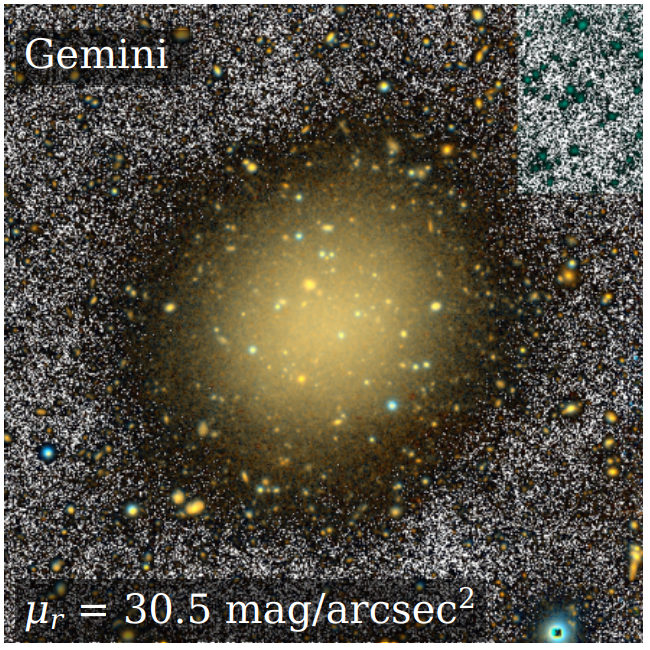 Gemini
μᵣ = 30.5 mag/arcsec²